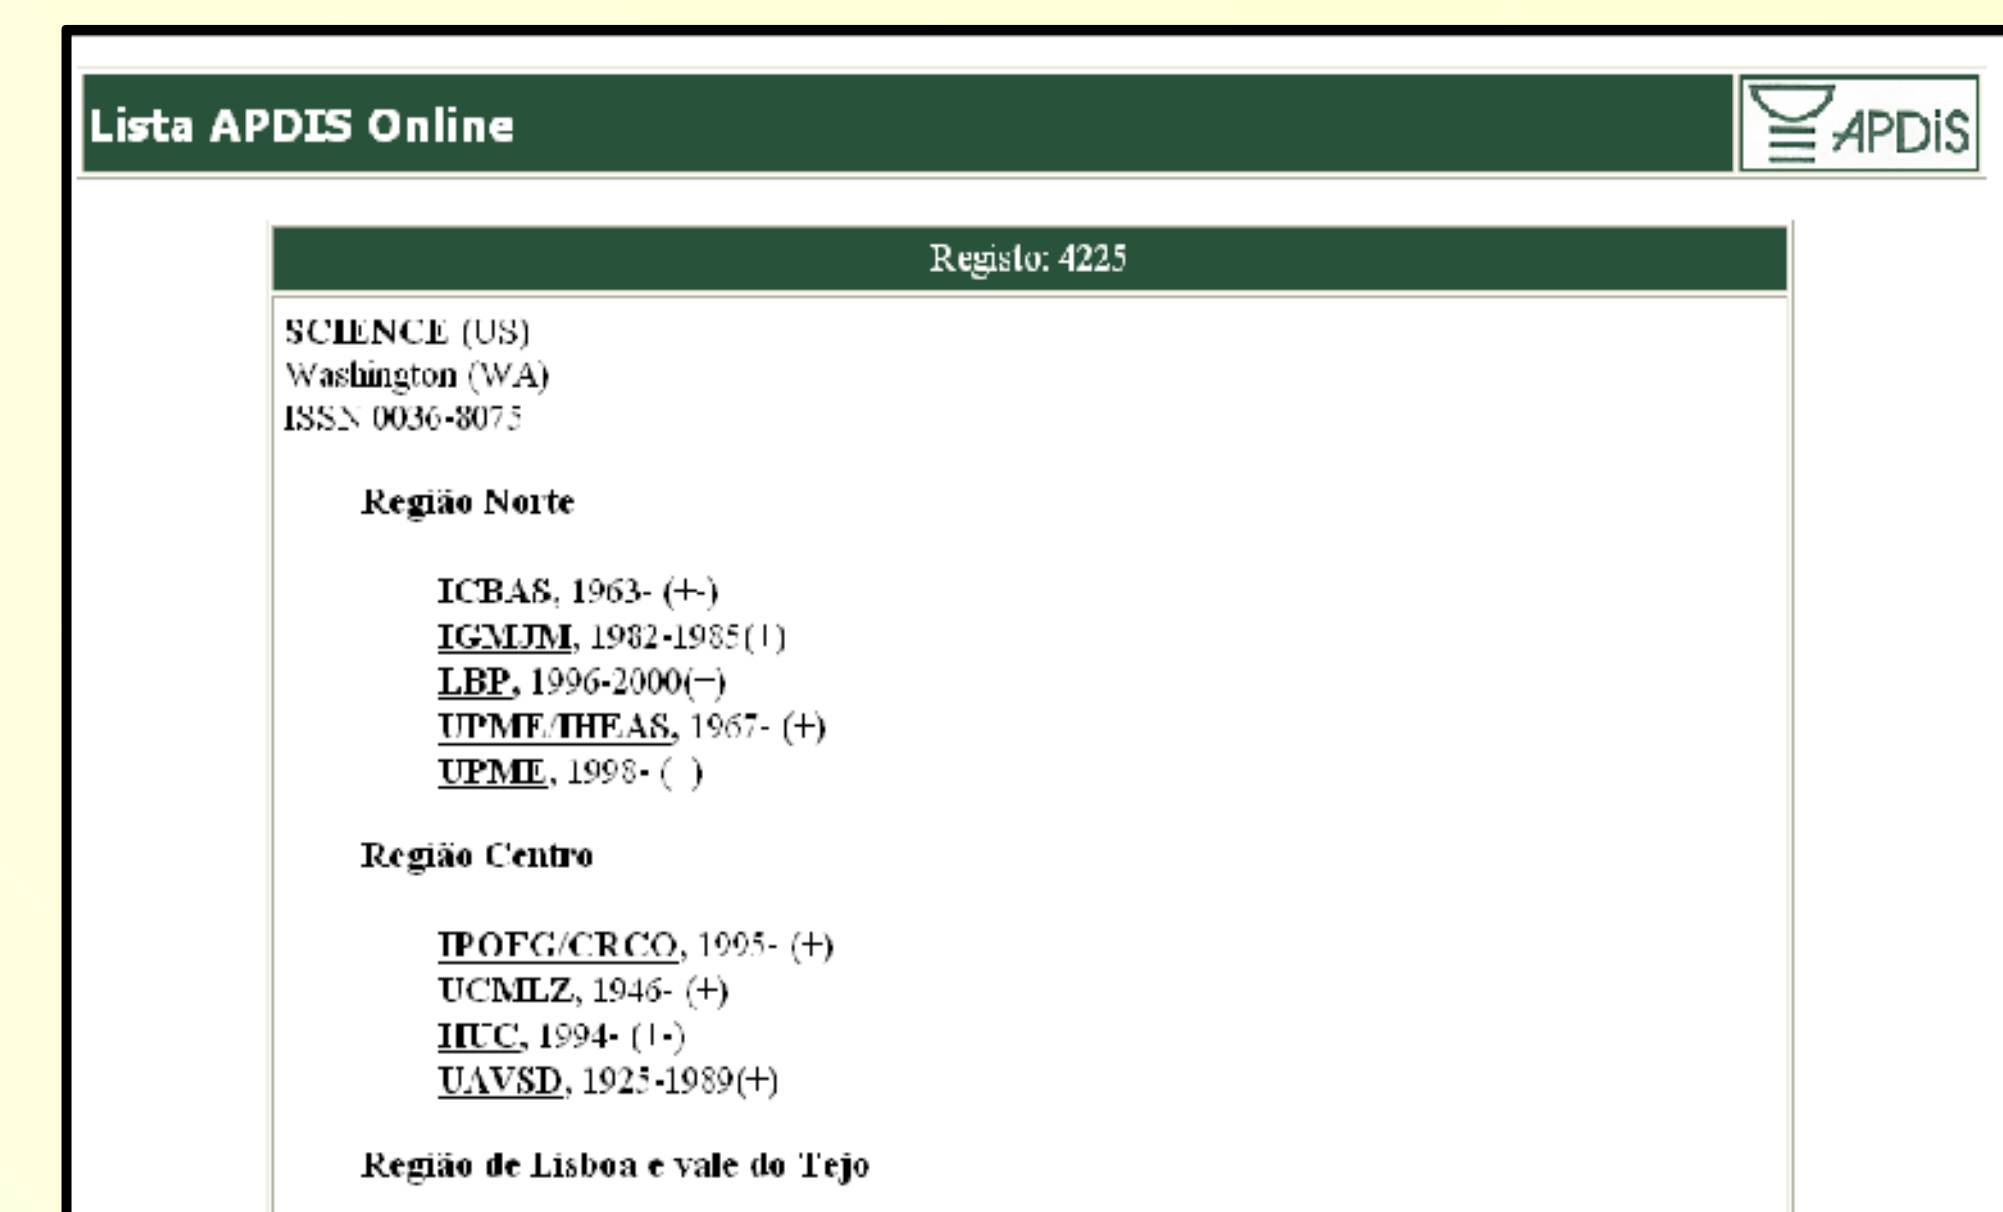 Lista APDIS Online
APDiS
Registo: 4225
SCIENCE (US)
Washington (WA)
ISSN 0036-8075
Região Norte
ICBAS, 1963- (+-)
IGMJM, 1982-1985(+)
LBP, 1996-2000(+)
UPME/IHEAS, 1967- (+)
UPME, 1998- ( )
Região Centro
IPOFG/CRCO, 1995- (+)
UCMLZ, 1946- (+)
HUC, 1994- (+-)
UAVSD, 1925-1989(+)
Região de Lisboa e vale do Tejo